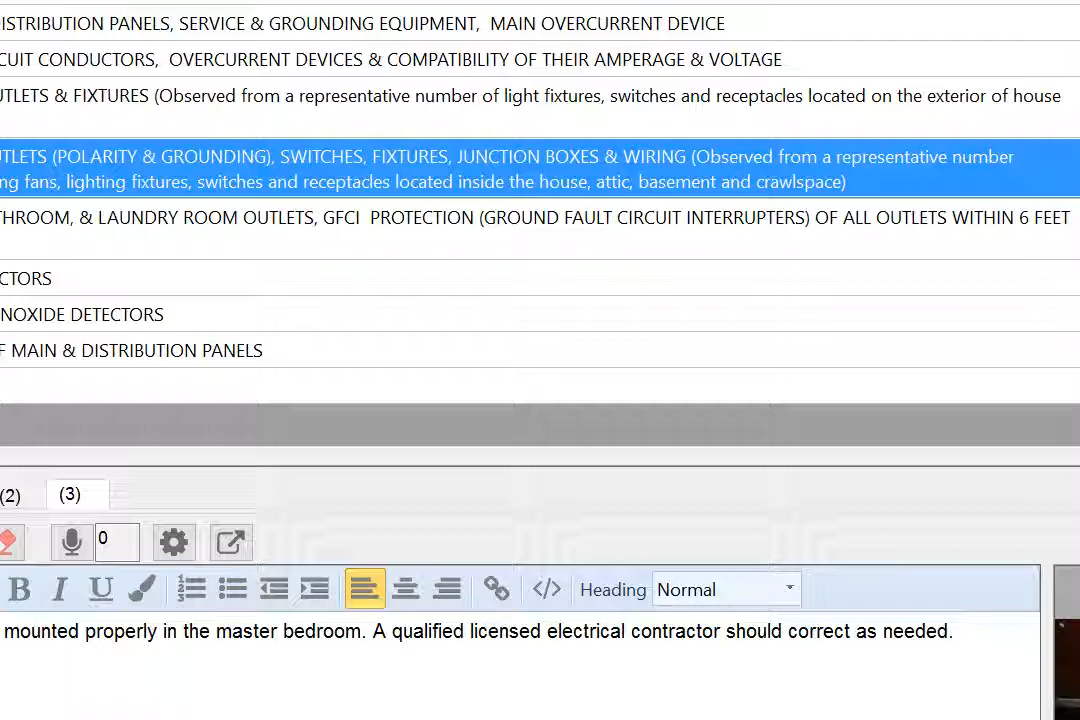 ISTRIBUTION PANELS, SERVICE & GROUNDING EQUIPMENT, MAIN OVERCURRENT DEVICE
CUIT CONDUCTORS, OVERCURRENT DEVICES & COMPATIBILITY OF THEIR AMPERAGE & VOLTAGE
UTLETS & FIXTURES (Observed from a representative number of light fixtures, switches and receptacles located on the exterior of house
UTLETS (POLARITY & GROUNDING), SWITCHES, FIXTURES, JUNCTION BOXES & WIRING (Observed from a representative number
ng fans, lighting fixtures, switches and receptacles located inside the house, attic, basement and crawlspace)
THROOM, & LAUNDRY ROOM OUTLETS, GFCI PROTECTION (GROUND FAULT CIRCUIT INTERRUPTERS) OF ALL OUTLETS WITHIN 6 FEET
CTORS
NOXIDE DETECTORS
F MAIN & DISTRIBUTION PANELS
(2) (3)
0
B I U </> Heading Normal
mounted properly in the master bedroom. A qualified licensed electrical contractor should correct as needed.